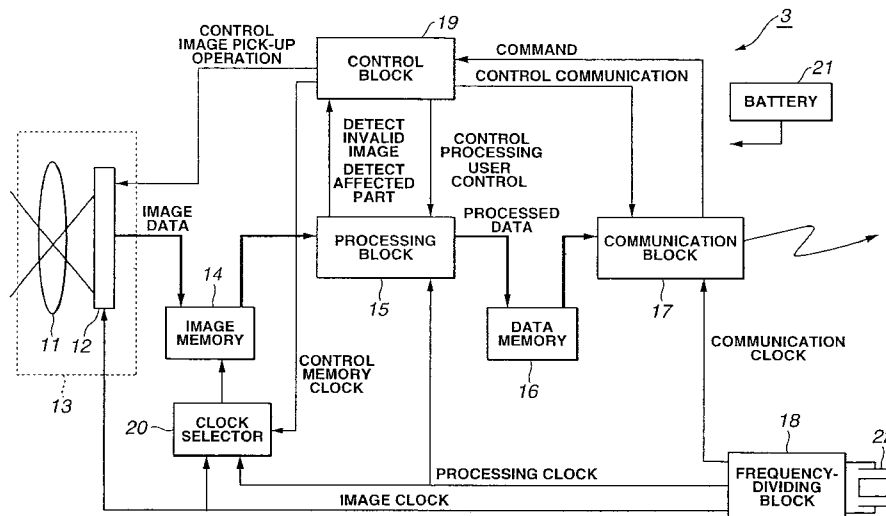 19
3
CONTROL
IMAGE PICK-UP
OPERATION
CONTROL
BLOCK
COMMAND
CONTROL COMMUNICATION
21
BATTERY
DETECT
INVALID
IMAGE
DETECT
AFFECTED
PART
CONTROL
PROCESSING
USER
CONTROL
IMAGE
DATA
14
PROCESSING
BLOCK
15
PROCESSED
DATA
COMMUNICATION
BLOCK
17
11
12
IMAGE
MEMORY
DATA
MEMORY
16
13
CONTROL
MEMORY
CLOCK
COMMUNICATION
CLOCK
20
CLOCK
SELECTOR
18
22
FREQUENCY-
DIVIDING
BLOCK
PROCESSING CLOCK
IMAGE CLOCK